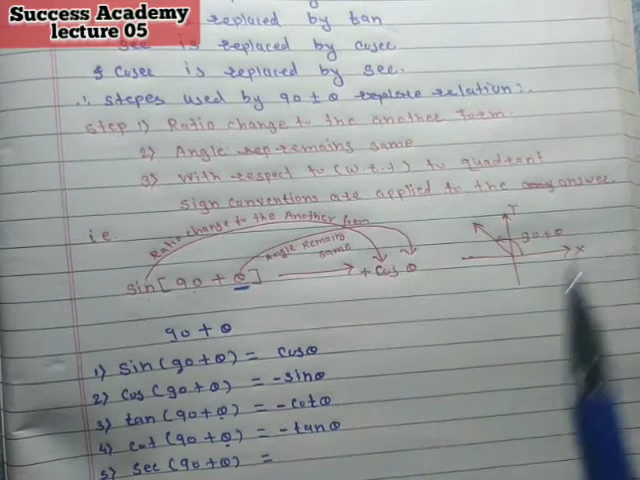 Success Academy
lecture 05
replaced by tan
sec is replaced by cosec
& cosec is replaced by sec.
∴ stepes used by 90 ± θ relation:.
step 1) Ratio change to the another form.
2) Angle remains same
3) with respect to (w.r.t.) to quadrant
sign conventions are applied to the answer.
i.e.
Ratio change to the Another form
Angle Remains same
sin[90 + θ] → + cos θ
Y
90+θ
X
90 + θ
1) sin(90+θ) = cosθ
2) cos(90+θ) = -sinθ
3) tan(90+θ) = -cotθ
4) cot(90+θ) = -tanθ
5) sec(90+θ) =